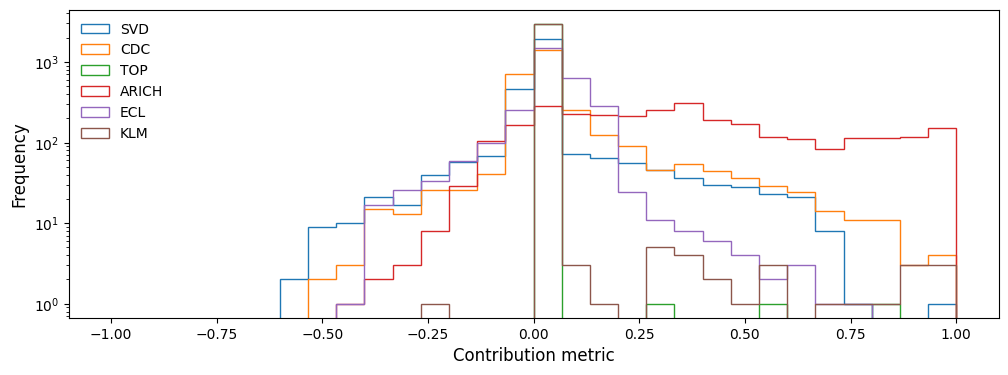 SVD
CDC
TOP
ARICH
ECL
KLM
Frequency
10³
10²
10¹
10⁰
−1.00 −0.75 −0.50 −0.25 0.00 0.25 0.50 0.75 1.00
Contribution metric